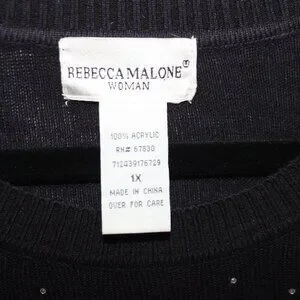 REBECCA MALONE®
WOMAN
100% ACRYLIC
RN# 67830
712439176729
1X
MADE IN CHINA
OVER FOR CARE